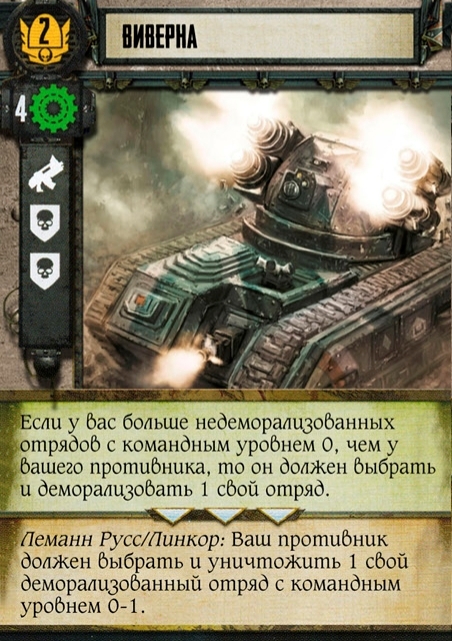 2
ВИВЕРНА
4
Если у вас больше недеморализованных
отрядов с командным уровнем 0, чем у
вашего противника, то он должен выбрать
и деморализовать 1 свой отряд.
Леманн Русс/Линкор: Ваш противник
должен выбрать и уничтожить 1 свой
деморализованный отряд с командным
уровнем 0-1.